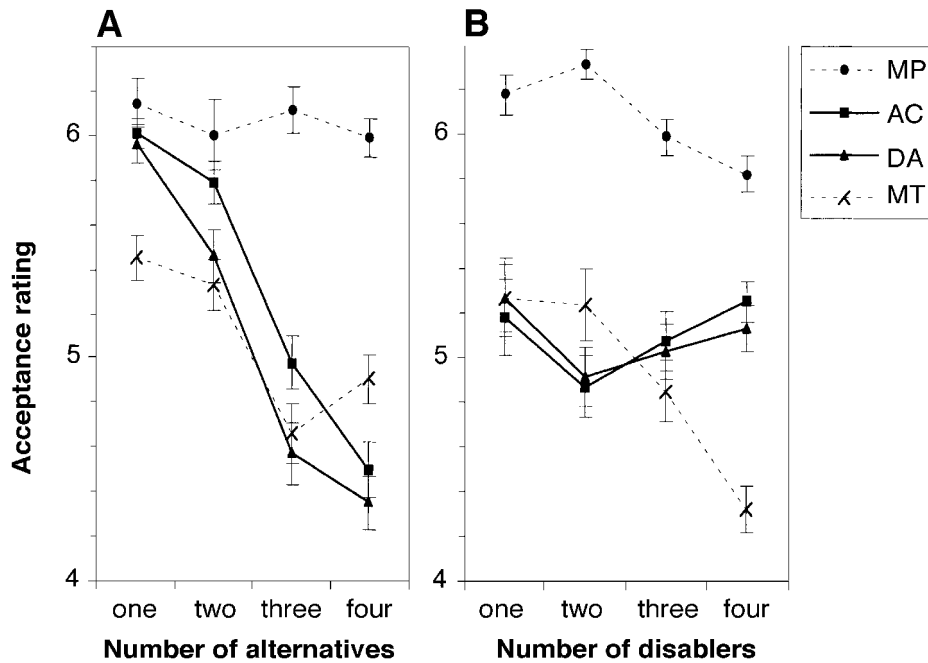 A
B
MP
AC
DA
MT
Acceptance rating
6
5
4
6
5
4
one two three four
one two three four
Number of alternatives
Number of disablers